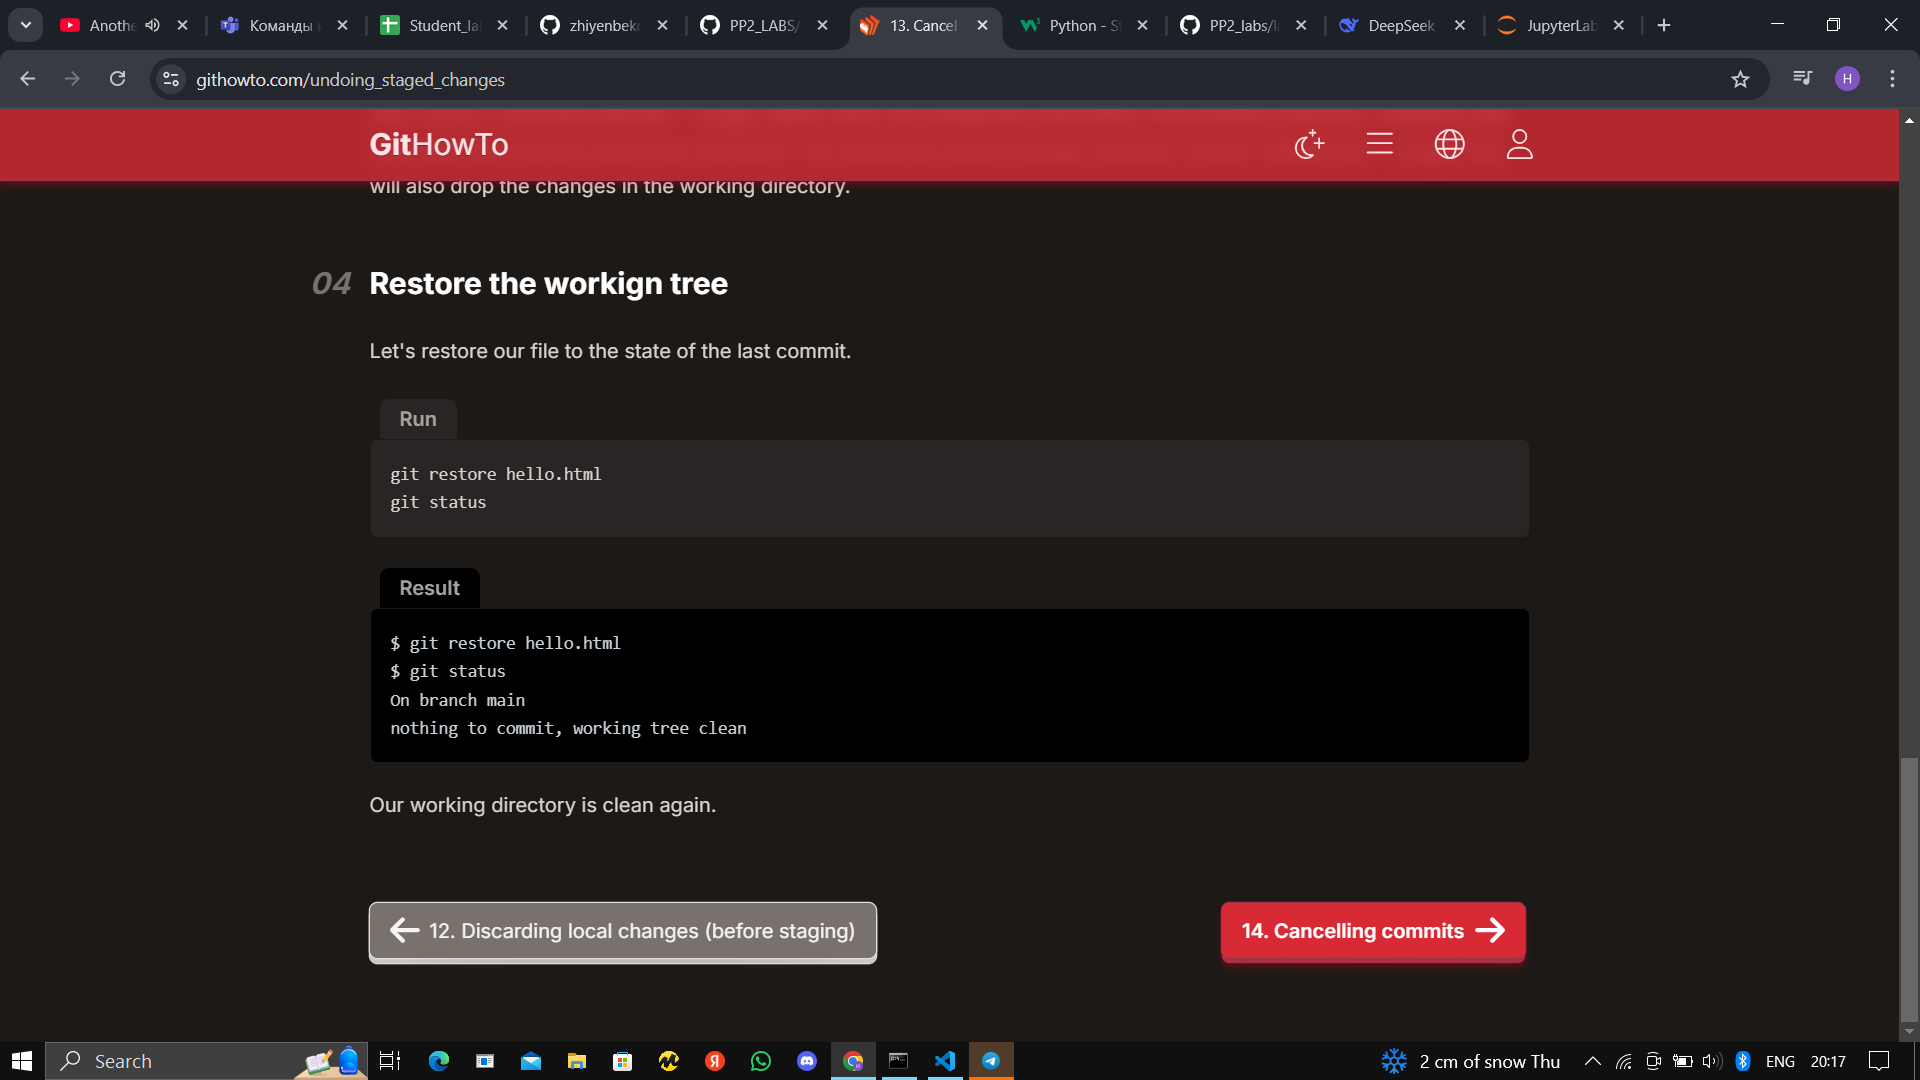 Anothe
Команды
Student_la
zhiyenbek
PP2_LABS/
13. Cancel
Python - S
PP2_labs/l
DeepSeek
JupyterLab
githowto.com/undoing_staged_changes
H
GitHowTo
will also drop the changes in the working directory.
04 Restore the workign tree
Let's restore our file to the state of the last commit.
Run
git restore hello.html
git status
Result
$ git restore hello.html
$ git status
On branch main
nothing to commit, working tree clean
Our working directory is clean again.
12. Discarding local changes (before staging)
14. Cancelling commits
Search
2 cm of snow Thu
ENG
20:17